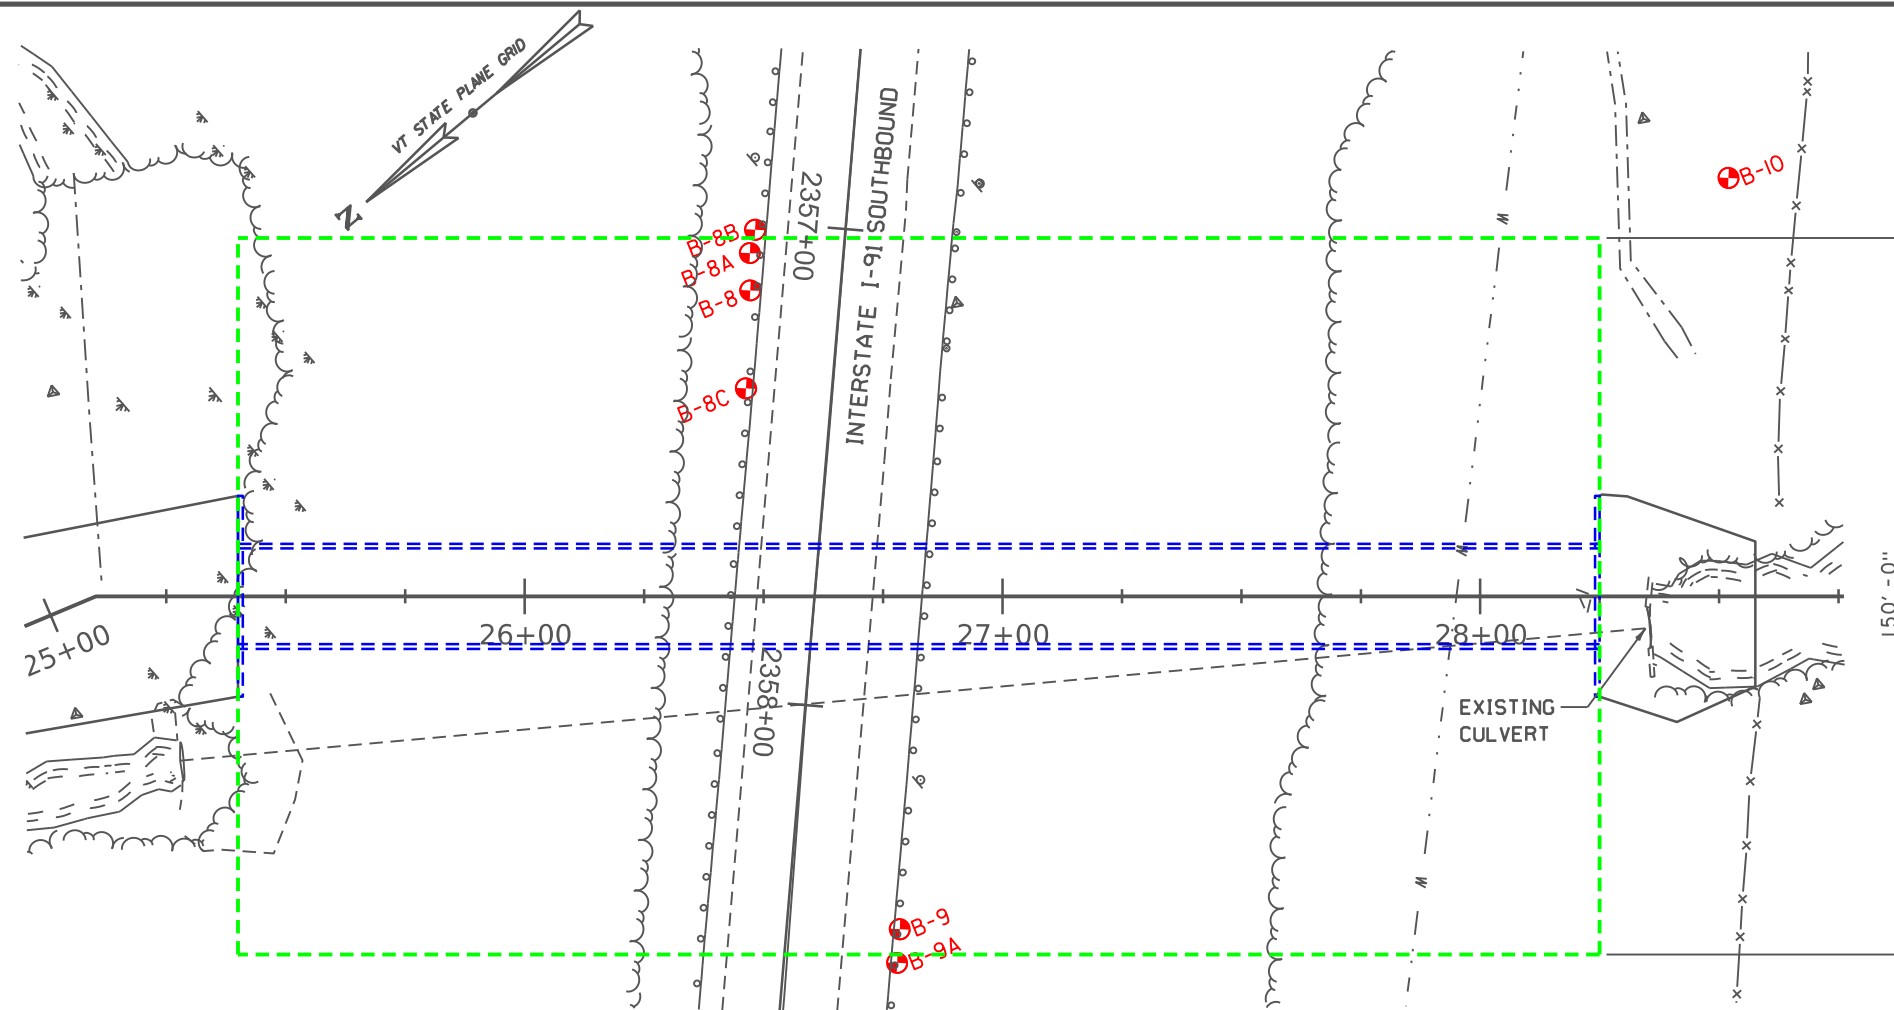 VT STATE PLANE GRID
N
INTERSTATE I-91 SOUTHBOUND
2357+00
B-10
B-8B
B-8A
B-8
B-8C
W
W
25+00
26+00
27+00
28+00
150'-0"
2358+00
EXISTING
CULVERT
W
B-9
B-9A